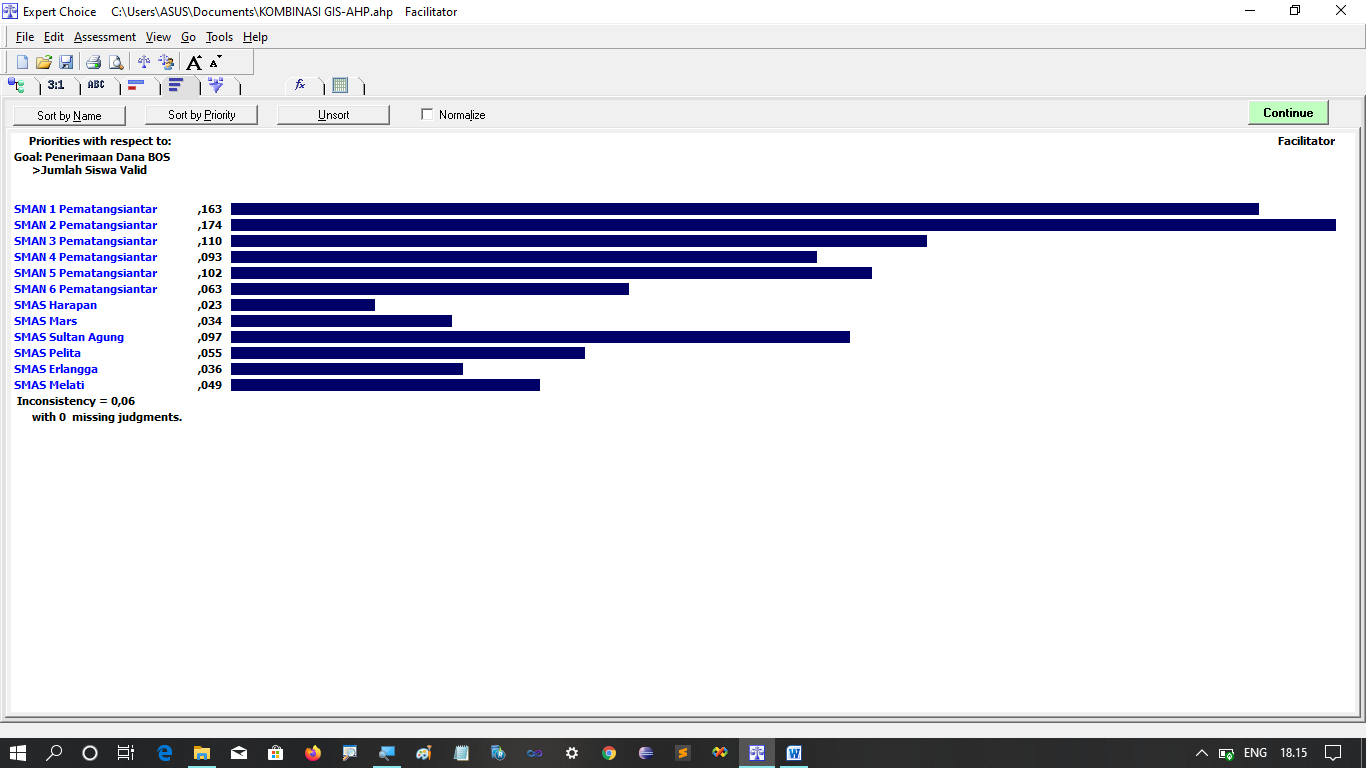 Expert Choice C:\Users\ASUS\Documents\KOMBINASI GIS-AHP.ahp Facilitator
File Edit Assessment View Go Tools Help
A A
3:1 ABC fx
Sort by Name Sort by Priority Unsort Normalize Continue
Priorities with respect to: Facilitator
Goal: Penerimaan Dana BOS
>Jumlah Siswa Valid
SMAN 1 Pematangsiantar ,163
SMAN 2 Pematangsiantar ,174
SMAN 3 Pematangsiantar ,110
SMAN 4 Pematangsiantar ,093
SMAN 5 Pematangsiantar ,102
SMAN 6 Pematangsiantar ,063
SMAS Harapan ,023
SMAS Mars ,034
SMAS Sultan Agung ,097
SMAS Pelita ,055
SMAS Erlangga ,036
SMAS Melati ,049
Inconsistency = 0,06
with 0 missing judgments.
ENG 18.15